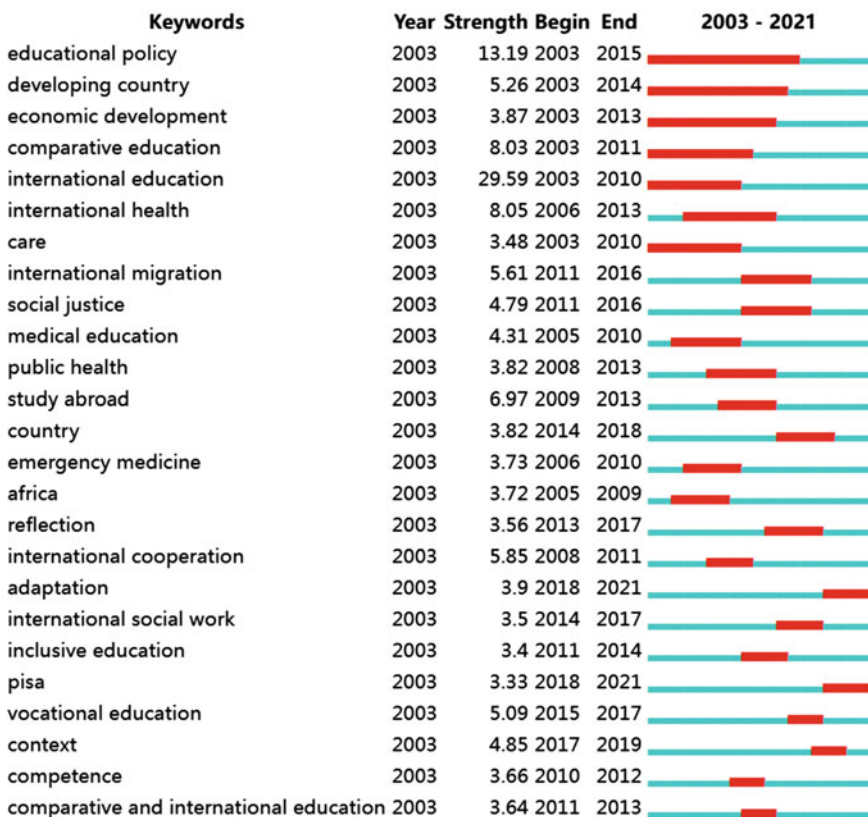 Keywords Year Strength Begin End 2003 - 2021
educational policy 2003 13.19 2003 2015
developing country 2003 5.26 2003 2014
economic development 2003 3.87 2003 2013
comparative education 2003 8.03 2003 2011
international education 2003 29.59 2003 2010
international health 2003 8.05 2006 2013
care 2003 3.48 2003 2010
international migration 2003 5.61 2011 2016
social justice 2003 4.79 2011 2016
medical education 2003 4.31 2005 2010
public health 2003 3.82 2008 2013
study abroad 2003 6.97 2009 2013
country 2003 3.82 2014 2018
emergency medicine 2003 3.73 2006 2010
africa 2003 3.72 2005 2009
reflection 2003 3.56 2013 2017
international cooperation 2003 5.85 2008 2011
adaptation 2003 3.9 2018 2021
international social work 2003 3.5 2014 2017
inclusive education 2003 3.4 2011 2014
pisa 2003 3.33 2018 2021
vocational education 2003 5.09 2015 2017
context 2003 4.85 2017 2019
competence 2003 3.66 2010 2012
comparative and international education 2003 3.64 2011 2013